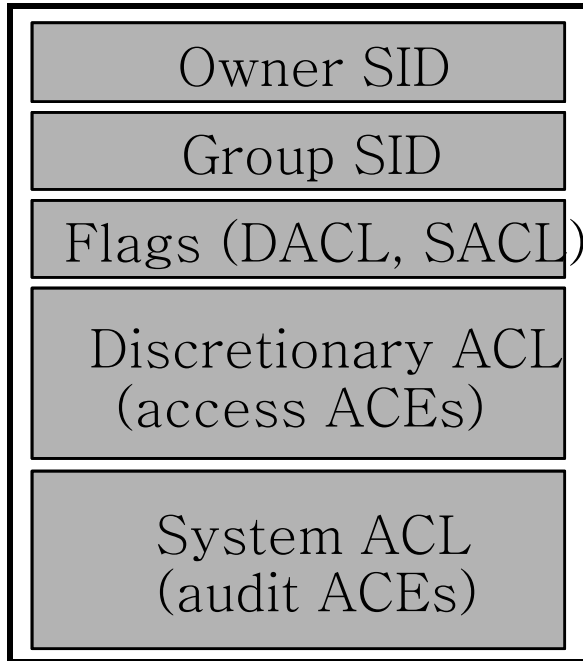 Owner SID
Group SID
Flags (DACL, SACL)
Discretionary ACL
(access ACEs)
System ACL
(audit ACEs)